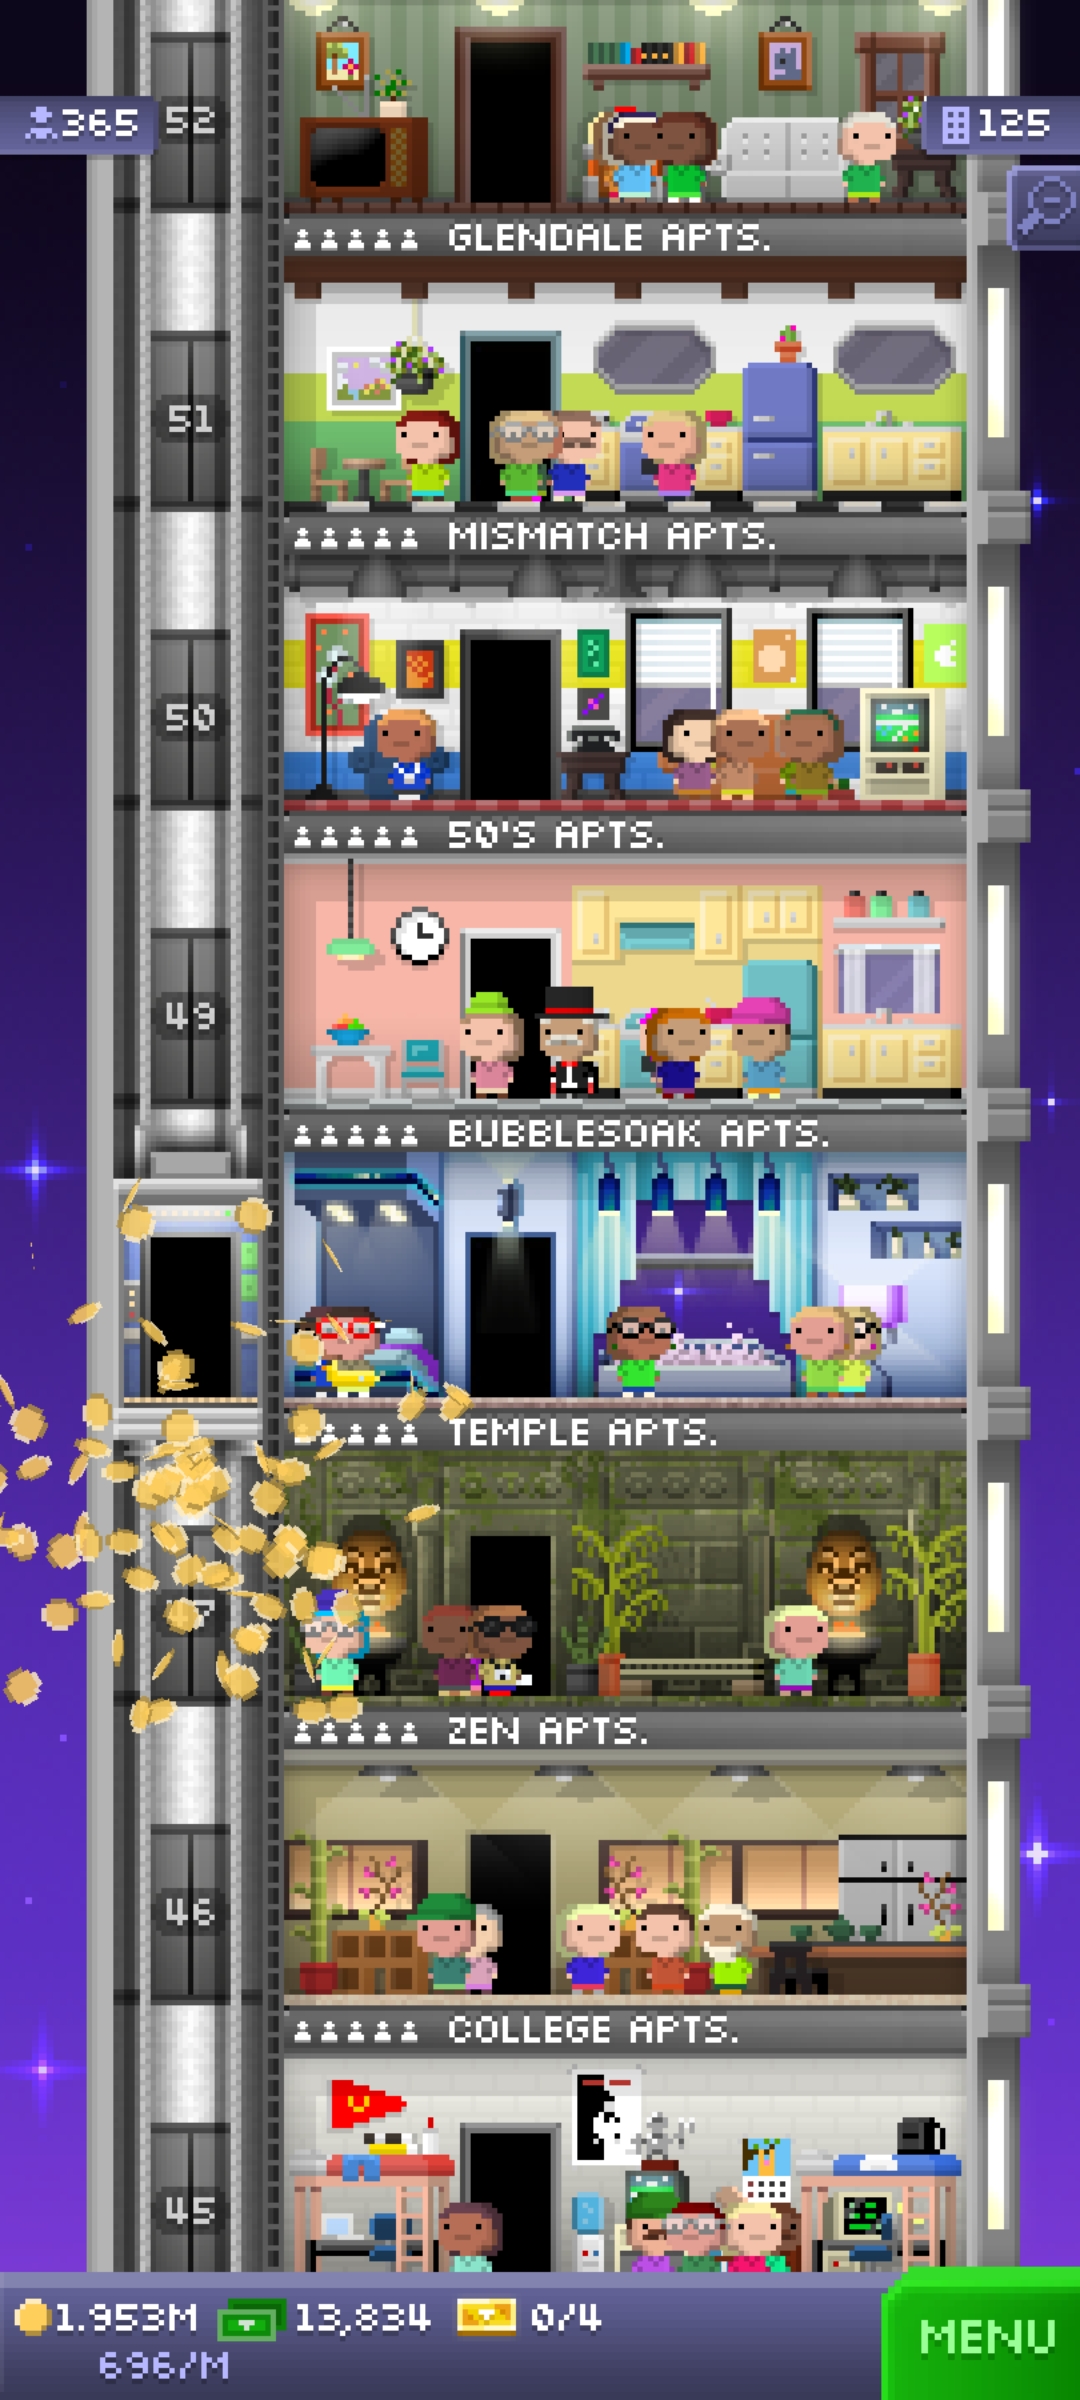 365
52
125
GLENDALE APTS.
51
MISMATCH APTS.
50
50'S APTS.
49
BUBBLESOAK APTS.
TEMPLE APTS.
ZEN APTS.
46
COLLEGE APTS.
45
1.953M 13,834 0/4
696/M
MENU